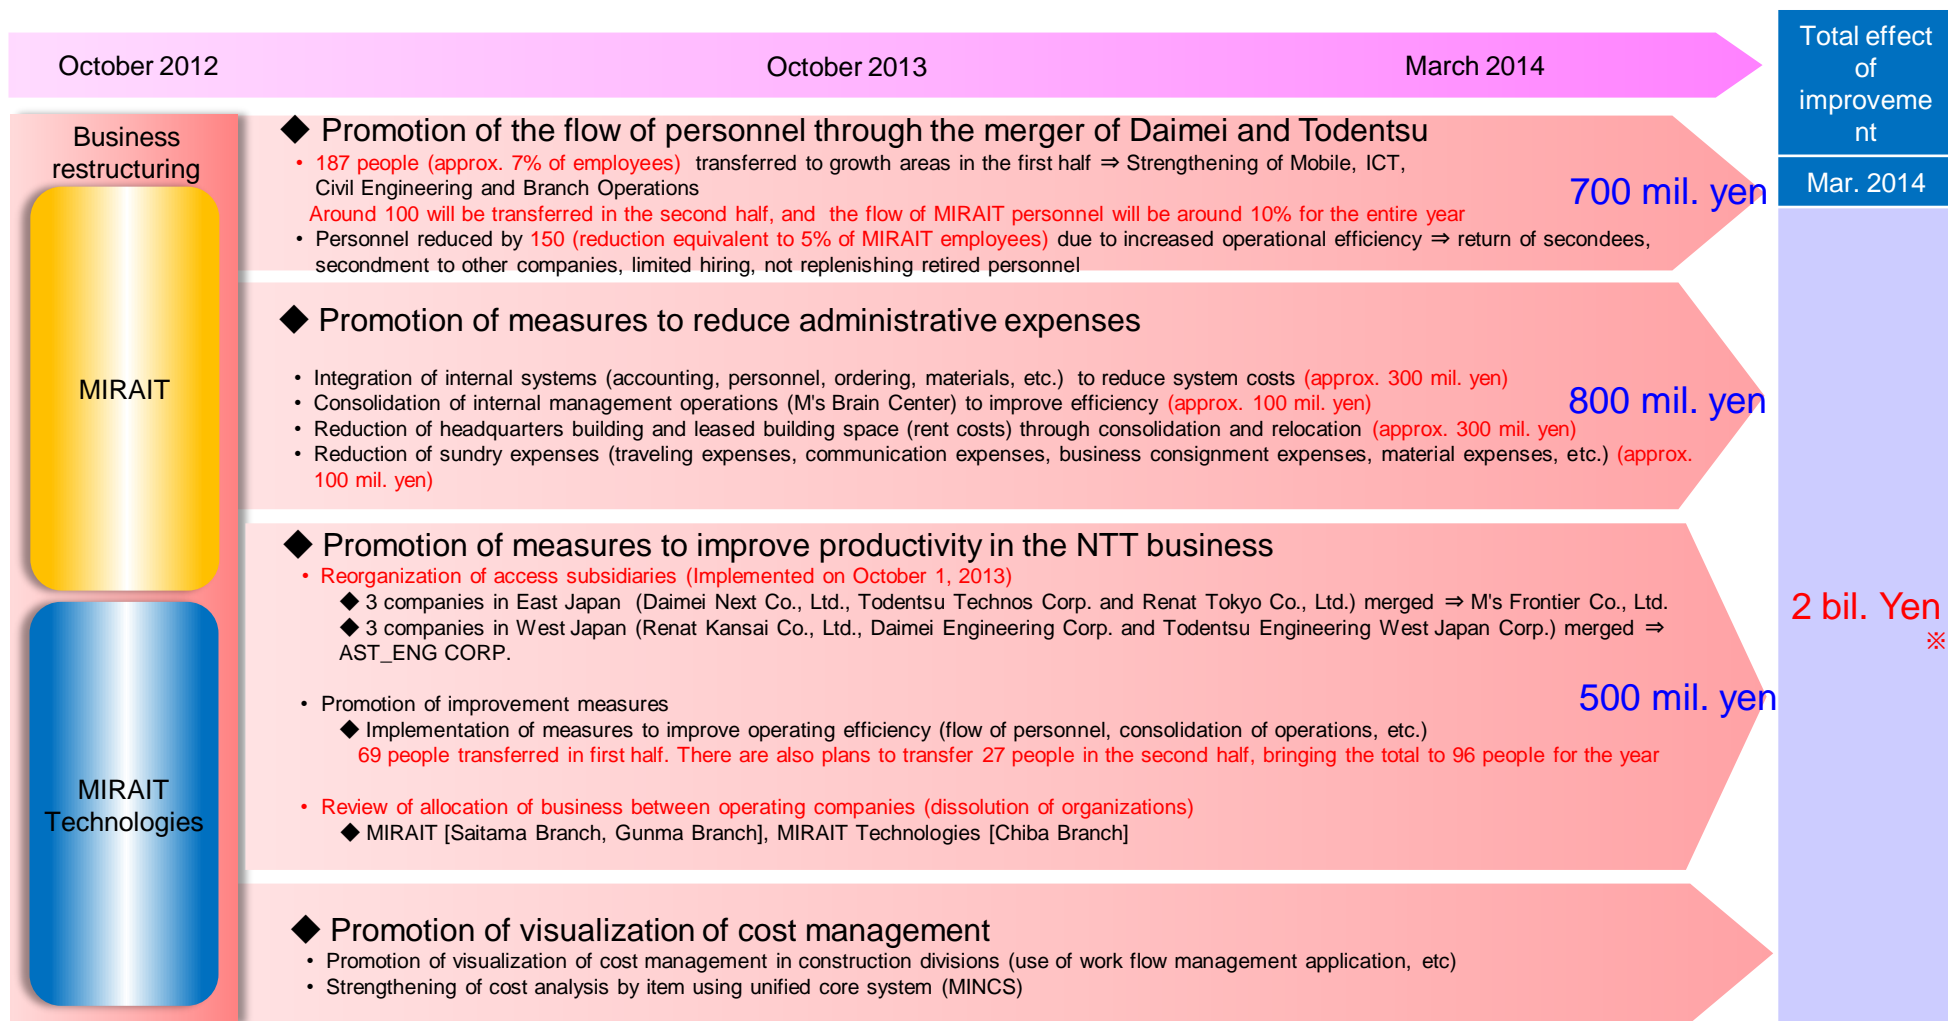 October 2012
October 2013
March 2014
Total effect
of
improveme
nt
Mar. 2014
Business
restructuring
MIRAIT
MIRAIT
Technologies
◆ Promotion of the flow of personnel through the merger of Daimei and Todentsu
• 187 people (approx. 7% of employees) transferred to growth areas in the first half ⇒ Strengthening of Mobile, ICT,
Civil Engineering and Branch Operations
Around 100 will be transferred in the second half, and the flow of MIRAIT personnel will be around 10% for the entire year
• Personnel reduced by 150 (reduction equivalent to 5% of MIRAIT employees) due to increased operational efficiency ⇒ return of secondees,
secondment to other companies, limited hiring, not replenishing retired personnel
700 mil. yen
◆ Promotion of measures to reduce administrative expenses
• Integration of internal systems (accounting, personnel, ordering, materials, etc.) to reduce system costs (approx. 300 mil. yen)
• Consolidation of internal management operations (M's Brain Center) to improve efficiency (approx. 100 mil. yen)
• Reduction of headquarters building and leased building space (rent costs) through consolidation and relocation (approx. 300 mil. yen)
• Reduction of sundry expenses (traveling expenses, communication expenses, business consignment expenses, material expenses, etc.) (approx.
100 mil. yen)
800 mil. yen
◆ Promotion of measures to improve productivity in the NTT business
• Reorganization of access subsidiaries (Implemented on October 1, 2013)
◆ 3 companies in East Japan (Daimei Next Co., Ltd., Todentsu Technos Corp. and Renat Tokyo Co., Ltd.) merged ⇒ M's Frontier Co., Ltd.
◆ 3 companies in West Japan (Renat Kansai Co., Ltd., Daimei Engineering Corp. and Todentsu Engineering West Japan Corp.) merged ⇒
AST_ENG CORP.
• Promotion of improvement measures
◆ Implementation of measures to improve operating efficiency (flow of personnel, consolidation of operations, etc.)
69 people transferred in first half. There are also plans to transfer 27 people in the second half, bringing the total to 96 people for the year
• Review of allocation of business between operating companies (dissolution of organizations)
◆ MIRAIT [Saitama Branch, Gunma Branch], MIRAIT Technologies [Chiba Branch]
500 mil. yen
2 bil. Yen
※
◆ Promotion of visualization of cost management
• Promotion of visualization of cost management in construction divisions (use of work flow management application, etc)
• Strengthening of cost analysis by item using unified core system (MINCS)